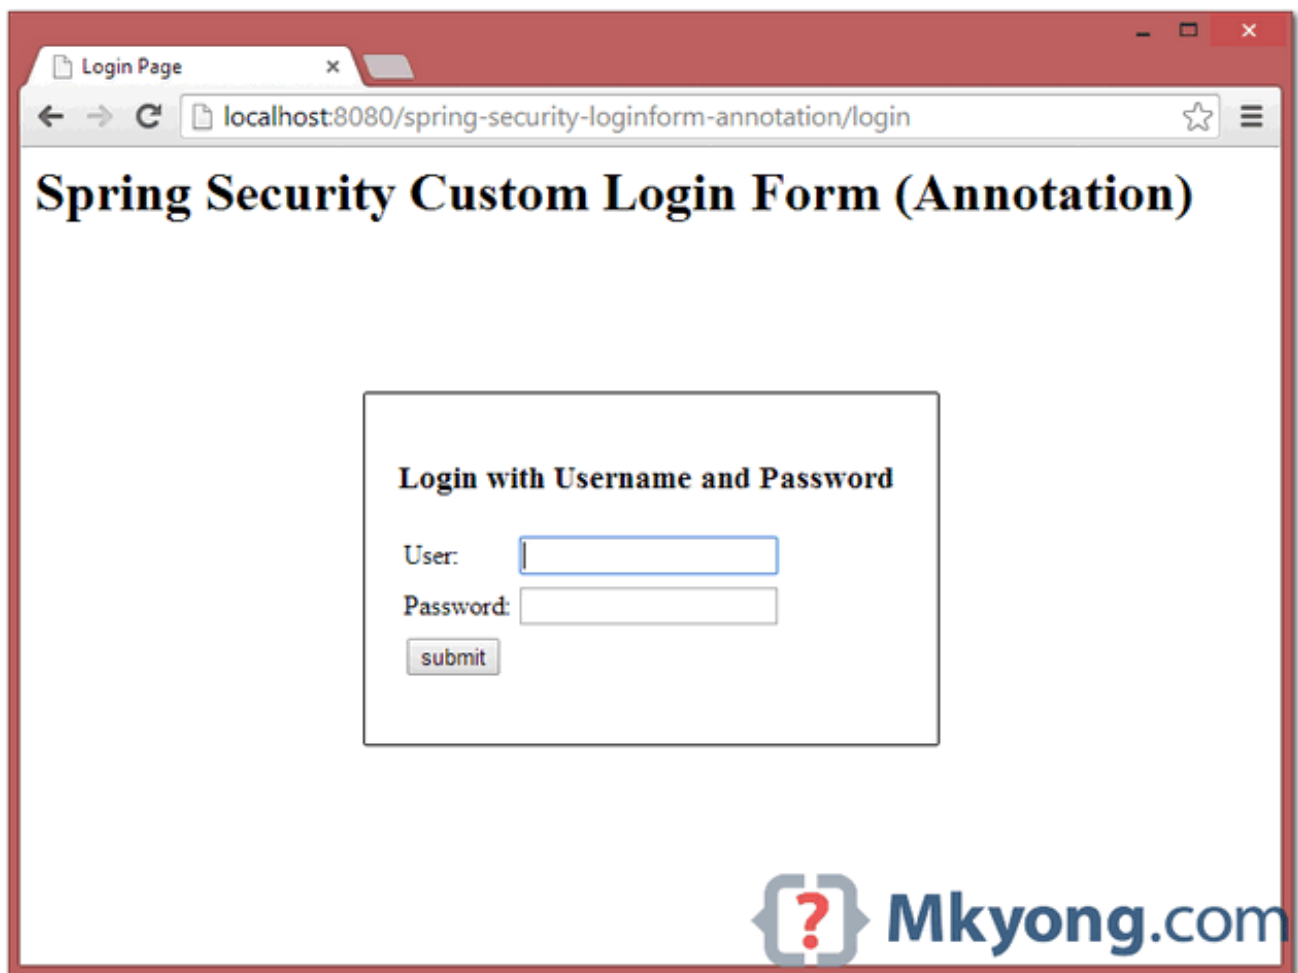 Login Page
localhost:8080/spring-security-loginform-annotation/login
Spring Security Custom Login Form (Annotation)
Login with Username and Password
User:
Password:
submit
Mkyong.com